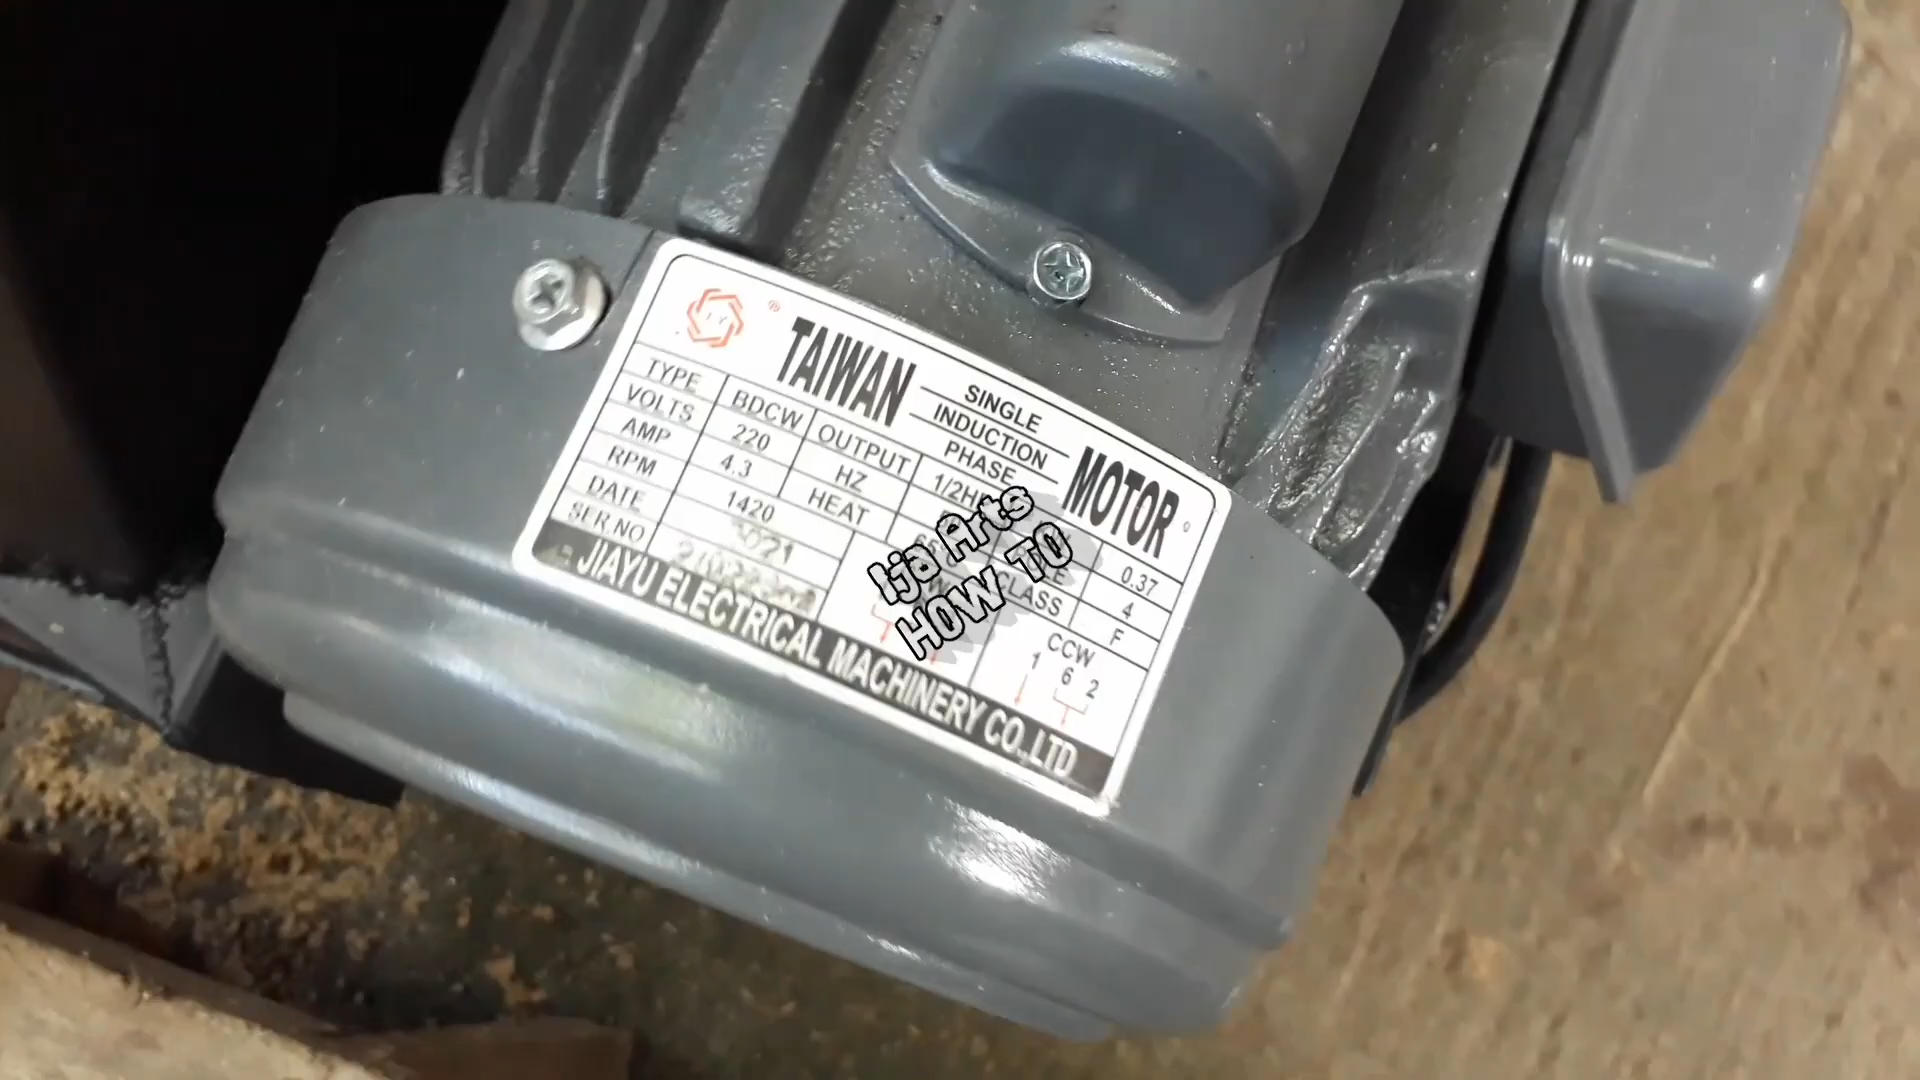 TAIWAN SINGLE INDUCTION PHASE MOTOR
TYPE BDCW OUTPUT 0.37
VOLTS 220 HZ 4
AMP 4.3 HEAT CLASS F
RPM 1420
DATE
SER NO
CCW
1 6 2
JIAYU ELECTRICAL MACHINERY CO.,LTD
Ija Arts
HOW TO